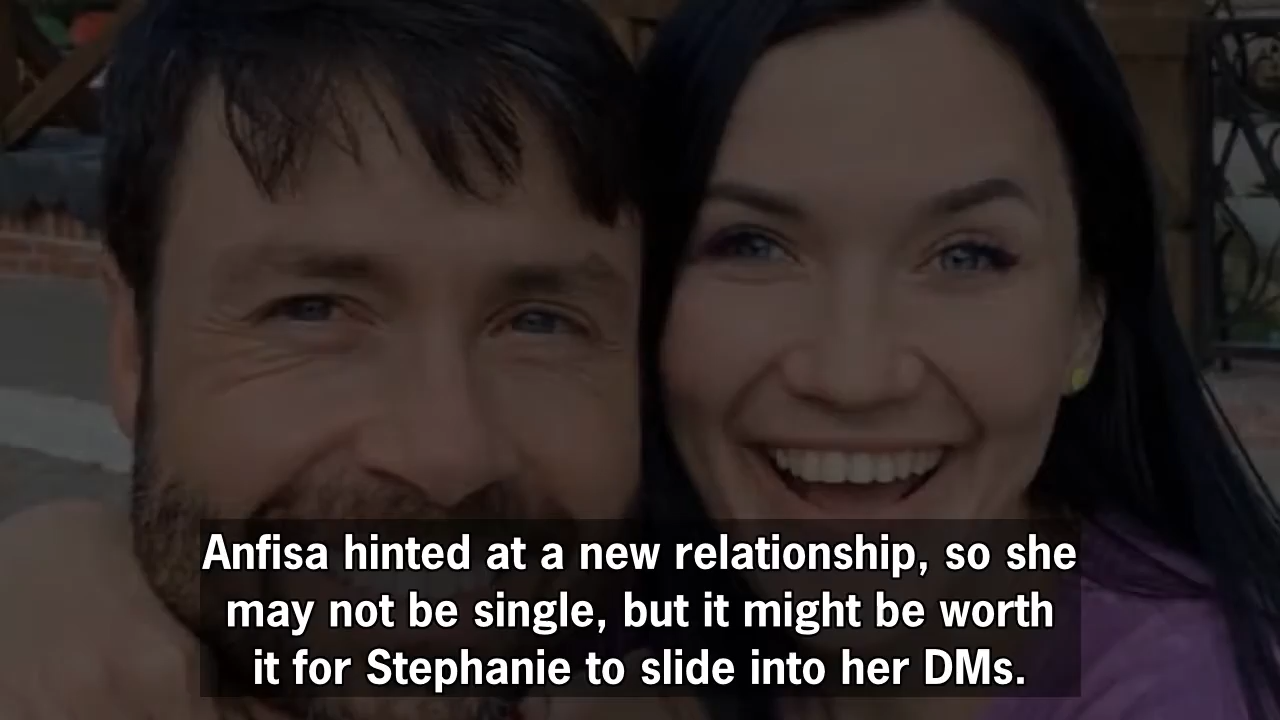 Anfisa hinted at a new relationship, so she
may not be single, but it might be worth
it for Stephanie to slide into her DMs.